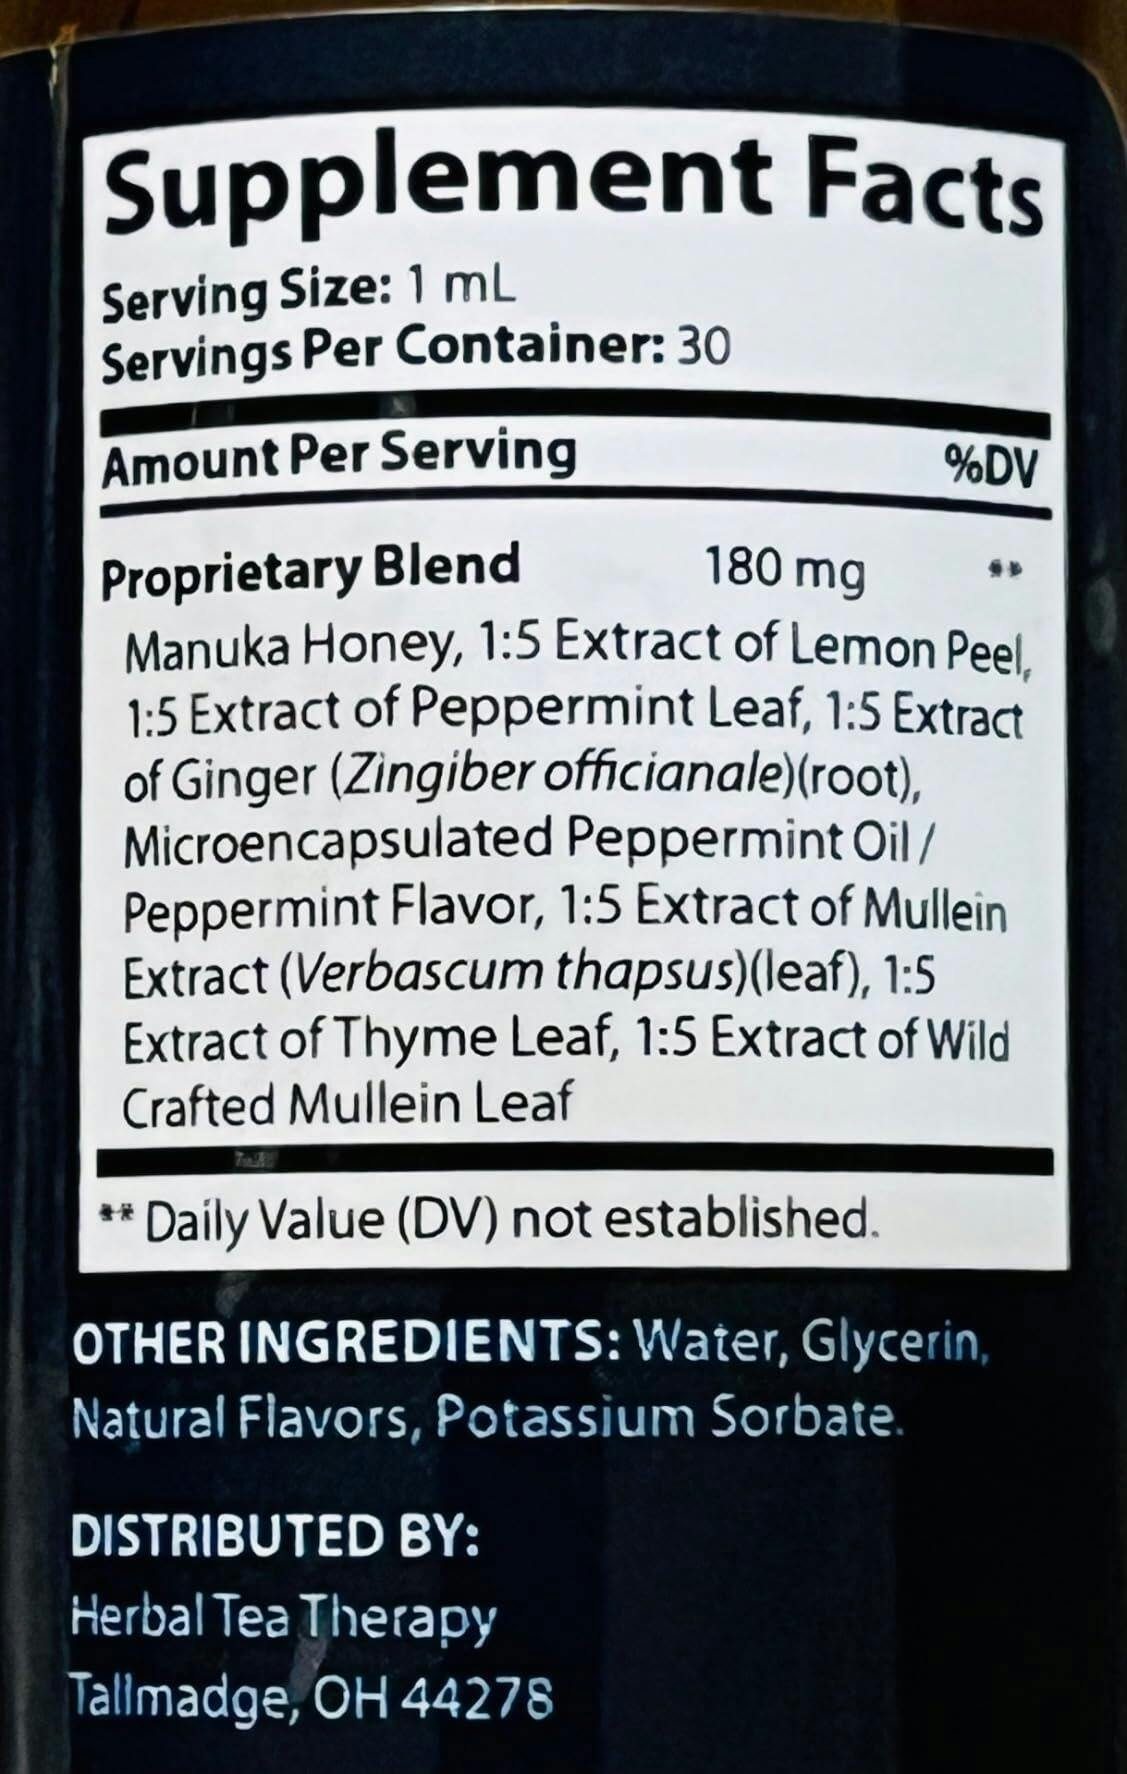 Supplement Facts
Serving Size: 1 mL
Servings Per Container: 30
Amount Per Serving %DV
Proprietary Blend 180 mg **
Manuka Honey, 1:5 Extract of Lemon Peel,
1:5 Extract of Peppermint Leaf, 1:5 Extract
of Ginger (Zingiber officianale)(root),
Microencapsulated Peppermint Oil /
Peppermint Flavor, 1:5 Extract of Mullein
Extract (Verbascum thapsus)(leaf), 1:5
Extract of Thyme Leaf, 1:5 Extract of Wild
Crafted Mullein Leaf
** Daily Value (DV) not established.
OTHER INGREDIENTS: Water, Glycerin,
Natural Flavors, Potassium Sorbate.
DISTRIBUTED BY:
Herbal Tea Therapy
Tallmadge, OH 44278